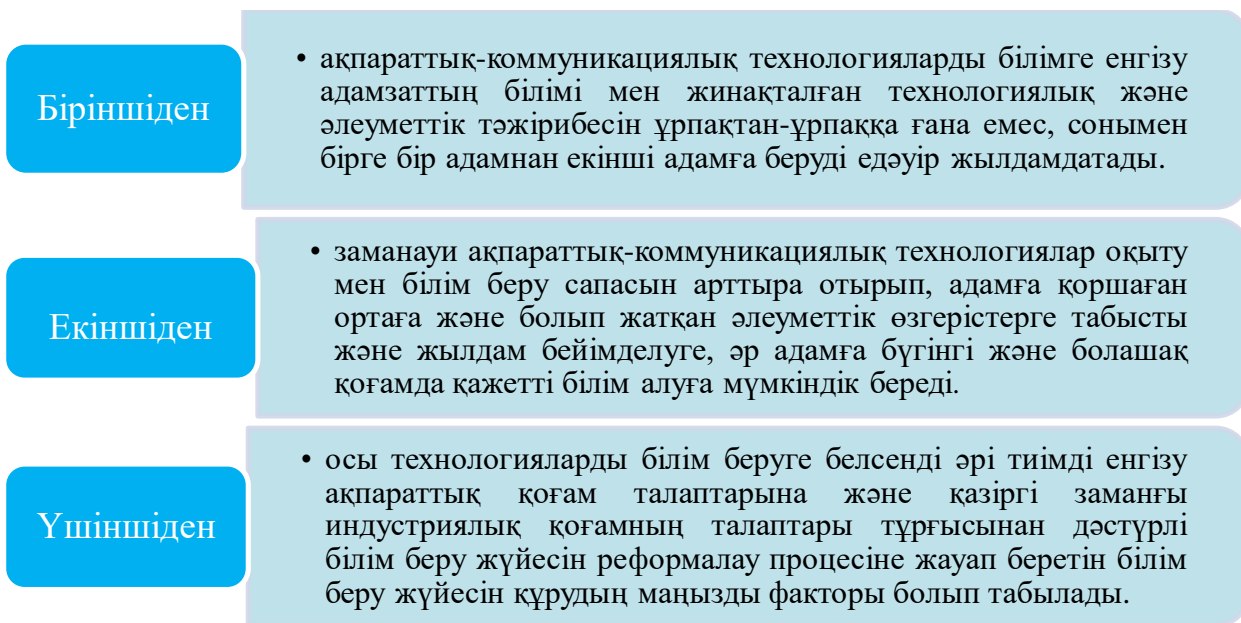 Біріншіден
• ақпараттық-коммуникациялық технологияларды білімге енгізу
адамзаттың білімі мен жинақталған технологиялық және
әлеуметтік тәжірибесін ұрпақтан-ұрпаққа ғана емес, сонымен
бірге бір адамнан екінші адамға беруді едәуір жылдамдатады.
Екіншіден
• заманауи ақпараттық-коммуникациялық технологиялар оқыту
мен білім беру сапасын арттыра отырып, адамға қоршаған
ортаға және болып жатқан әлеуметтік өзгерістерге табысты
және жылдам бейімделуге, әр адамға бүгінгі және болашақ
қоғамда қажетті білім алуға мүмкіндік береді.
Үшіншіден
• осы технологияларды білім беруге белсенді әрі тиімді енгізу
ақпараттық қоғам талаптарына және қазіргі заманғы
индустриялық қоғамның талаптары тұрғысынан дәстүрлі
білім беру жүйесін реформалау процесіне жауап беретін білім
беру жүйесін құрудың маңызды факторы болып табылады.